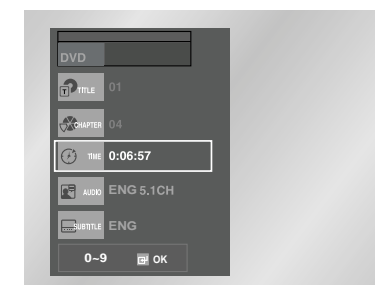 DVD
TITLE 01
CHAPTER 04
TIME 0:06:57
AUDIO ENG 5.1CH
SUBTITLE ENG
0~9 OK